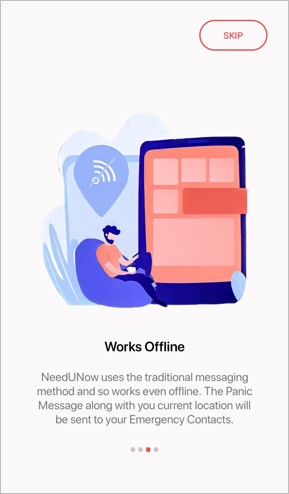 SKIP
Works Offline
NeedUNow uses the traditional messaging
method and so works even offline. The Panic
Message along with you current location will
be sent to your Emergency Contacts.